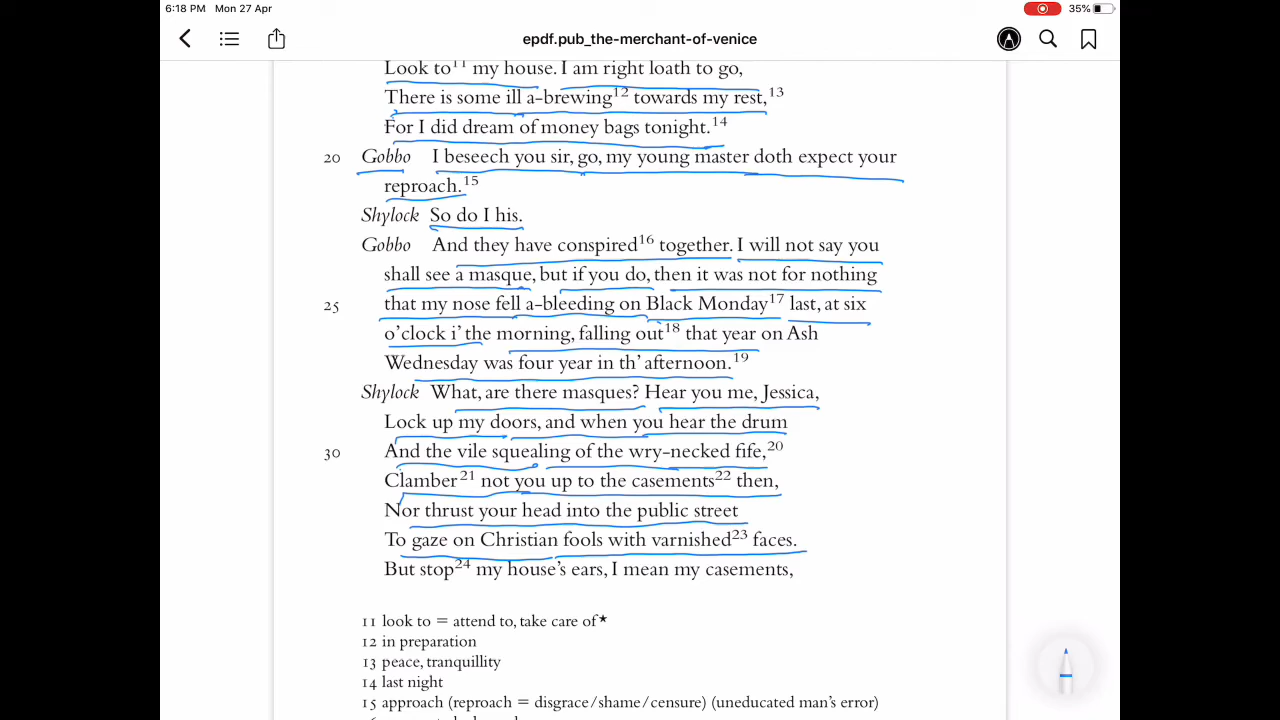 6:18 PM Mon 27 Apr 35%
epdf.pub_the-merchant-of-venice
Look to11 my house. I am right loath to go,
There is some ill a-brewing12 towards my rest,13
For I did dream of money bags tonight.14
20 Gobbo I beseech you sir, go, my young master doth expect your
reproach.15
Shylock So do I his.
Gobbo And they have conspired16 together. I will not say you
shall see a masque, but if you do, then it was not for nothing
25 that my nose fell a-bleeding on Black Monday17 last, at six
o'clock i' the morning, falling out18 that year on Ash
Wednesday was four year in th' afternoon.19
Shylock What, are there masques? Hear you me, Jessica,
Lock up my doors, and when you hear the drum
30 And the vile squealing of the wry-necked fife,20
Clamber21 not you up to the casements22 then,
Nor thrust your head into the public street
To gaze on Christian fools with varnished23 faces.
But stop24 my house's ears, I mean my casements,
11 look to = attend to, take care of★
12 in preparation
13 peace, tranquillity
14 last night
15 approach (reproach = disgrace/shame/censure) (uneducated man's error)